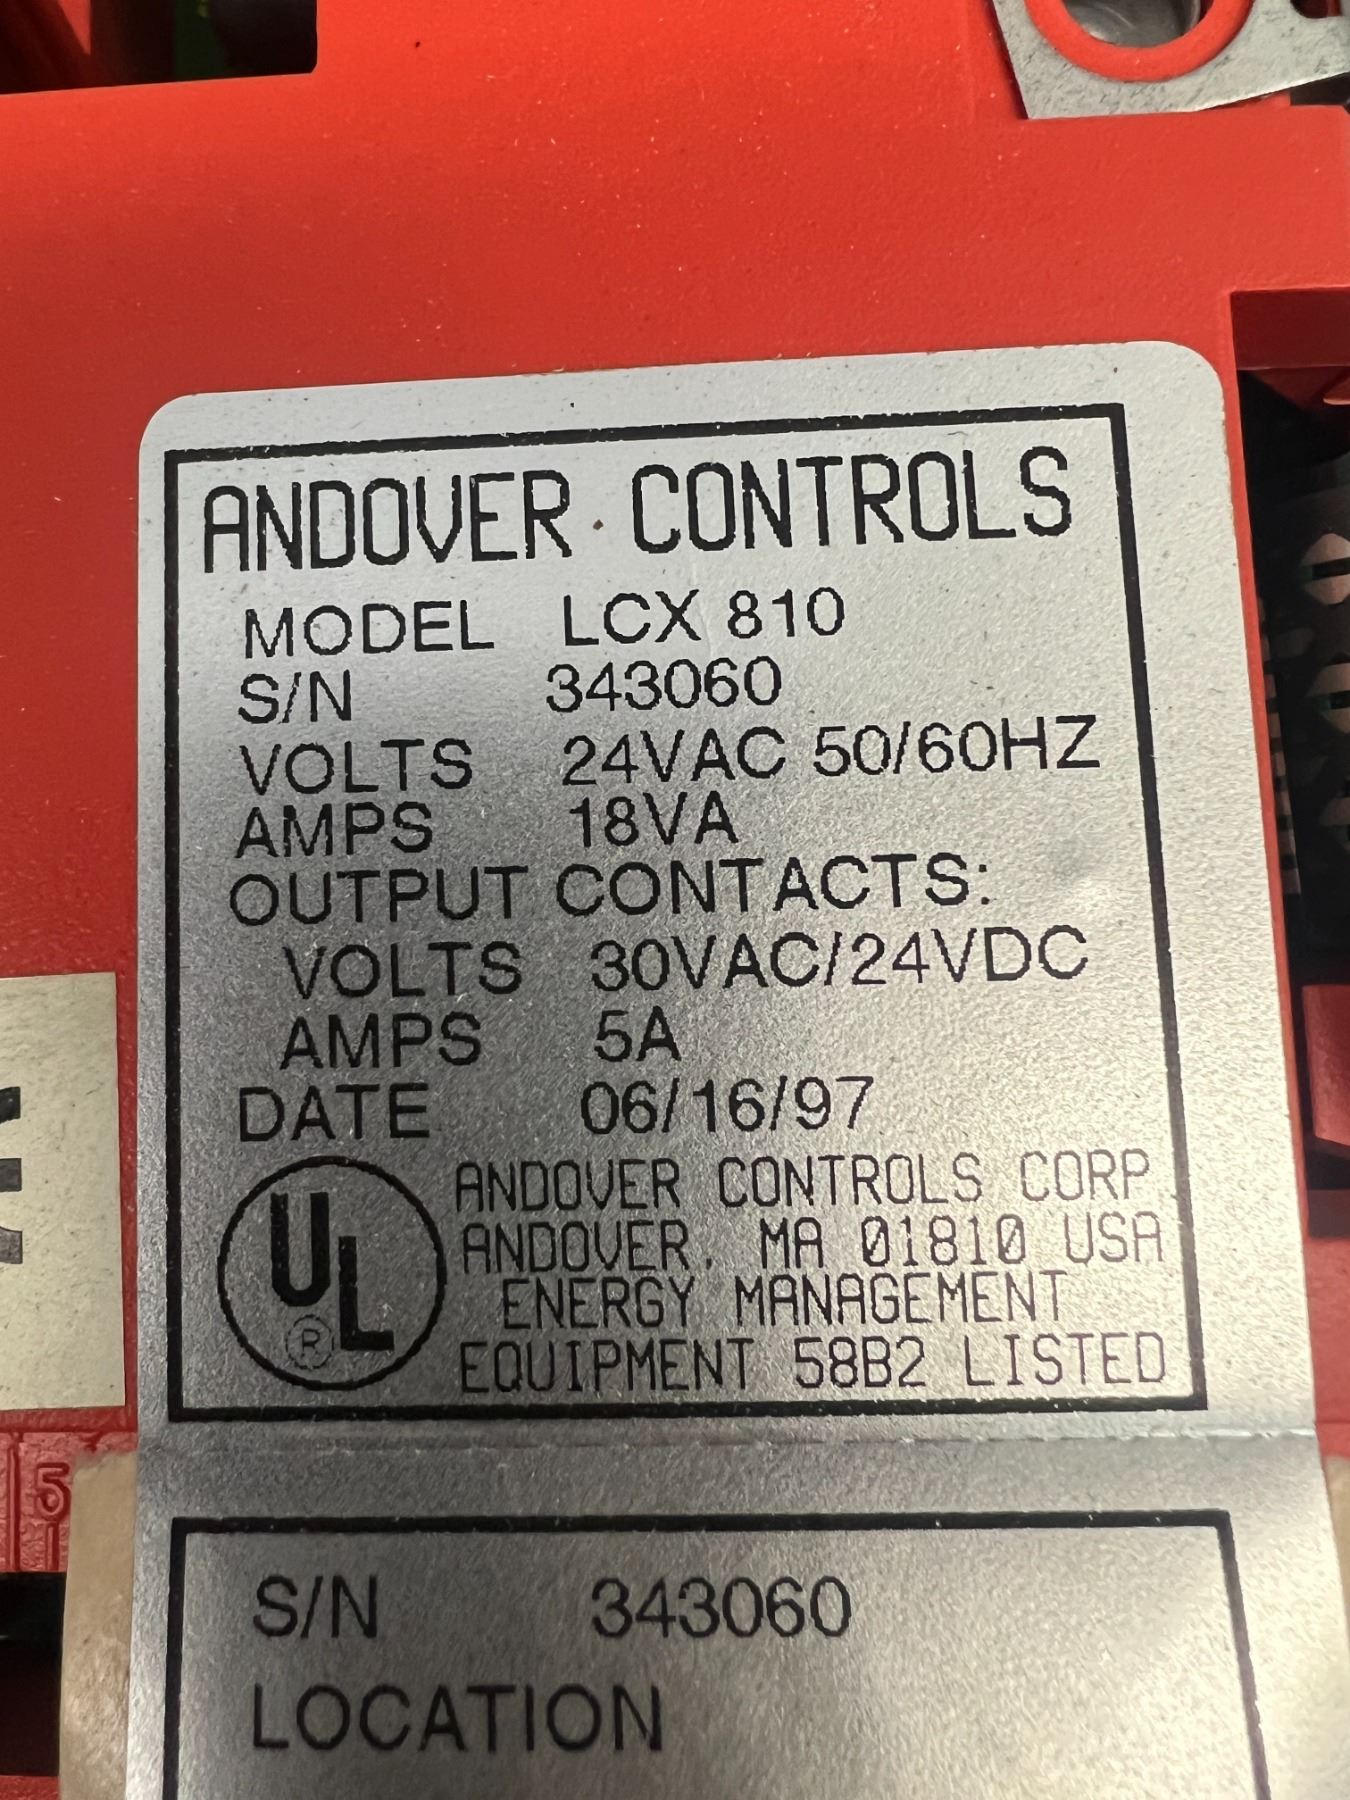 ANDOVER CONTROLS
MODEL LCX 810
S/N 343060
VOLTS 24VAC 50/60HZ
AMPS 18VA
OUTPUT CONTACTS:
VOLTS 30VAC/24VDC
AMPS 5A
DATE 06/16/97
UL
®
ANDOVER CONTROLS CORP
ANDOVER, MA 01810 USA
ENERGY MANAGEMENT
EQUIPMENT 58B2 LISTED
5
S/N 343060
LOCATION